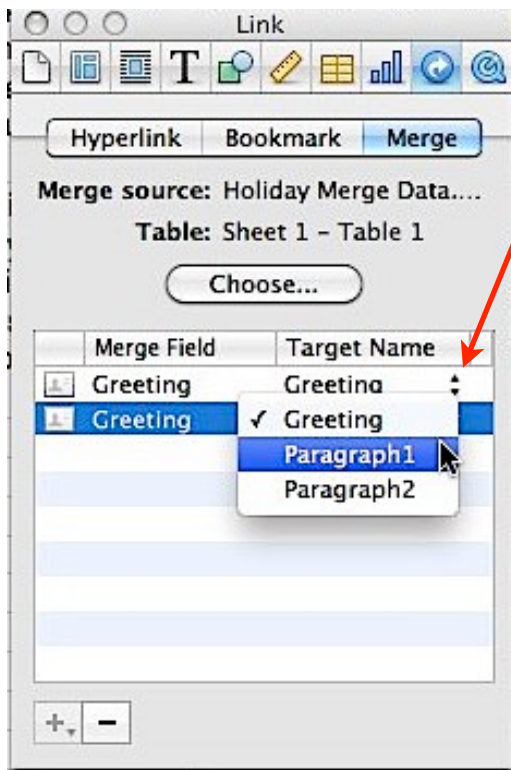 Link
Hyperlink Bookmark Merge
Merge source: Holiday Merge Data....
Table: Sheet 1 – Table 1
Choose...
Merge Field Target Name
Greeting Greeting
Greeting ✓ Greeting
Paragraph1
Paragraph2